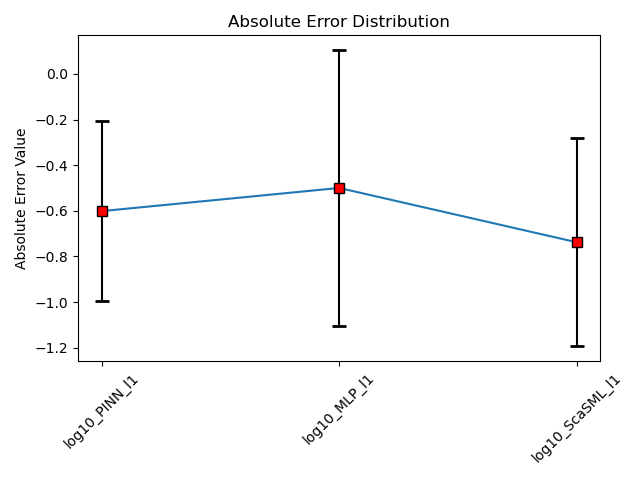 Absolute Error Distribution
Absolute Error Value
0.0
−0.2
−0.4
−0.6
−0.8
−1.0
−1.2
log10_PINN_l1
log10_MLP_l1
log10_ScaSML_l1